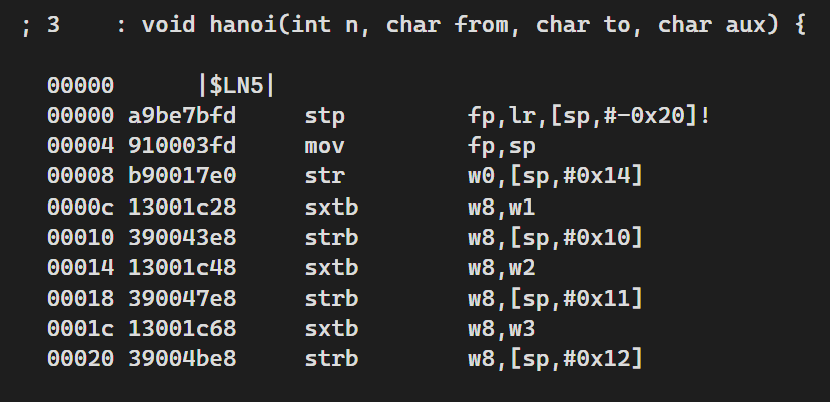 ; 3    : void hanoi(int n, char from, char to, char aux) {
00000      |$LN5|
00000 a9be7bfd     stp         fp,lr,[sp,#-0x20]!
00004 910003fd     mov         fp,sp
00008 b90017e0     str         w0,[sp,#0x14]
0000c 13001c28     sxtb        w8,w1
00010 390043e8     strb        w8,[sp,#0x10]
00014 13001c48     sxtb        w8,w2
00018 390047e8     strb        w8,[sp,#0x11]
0001c 13001c68     sxtb        w8,w3
00020 39004be8     strb        w8,[sp,#0x12]